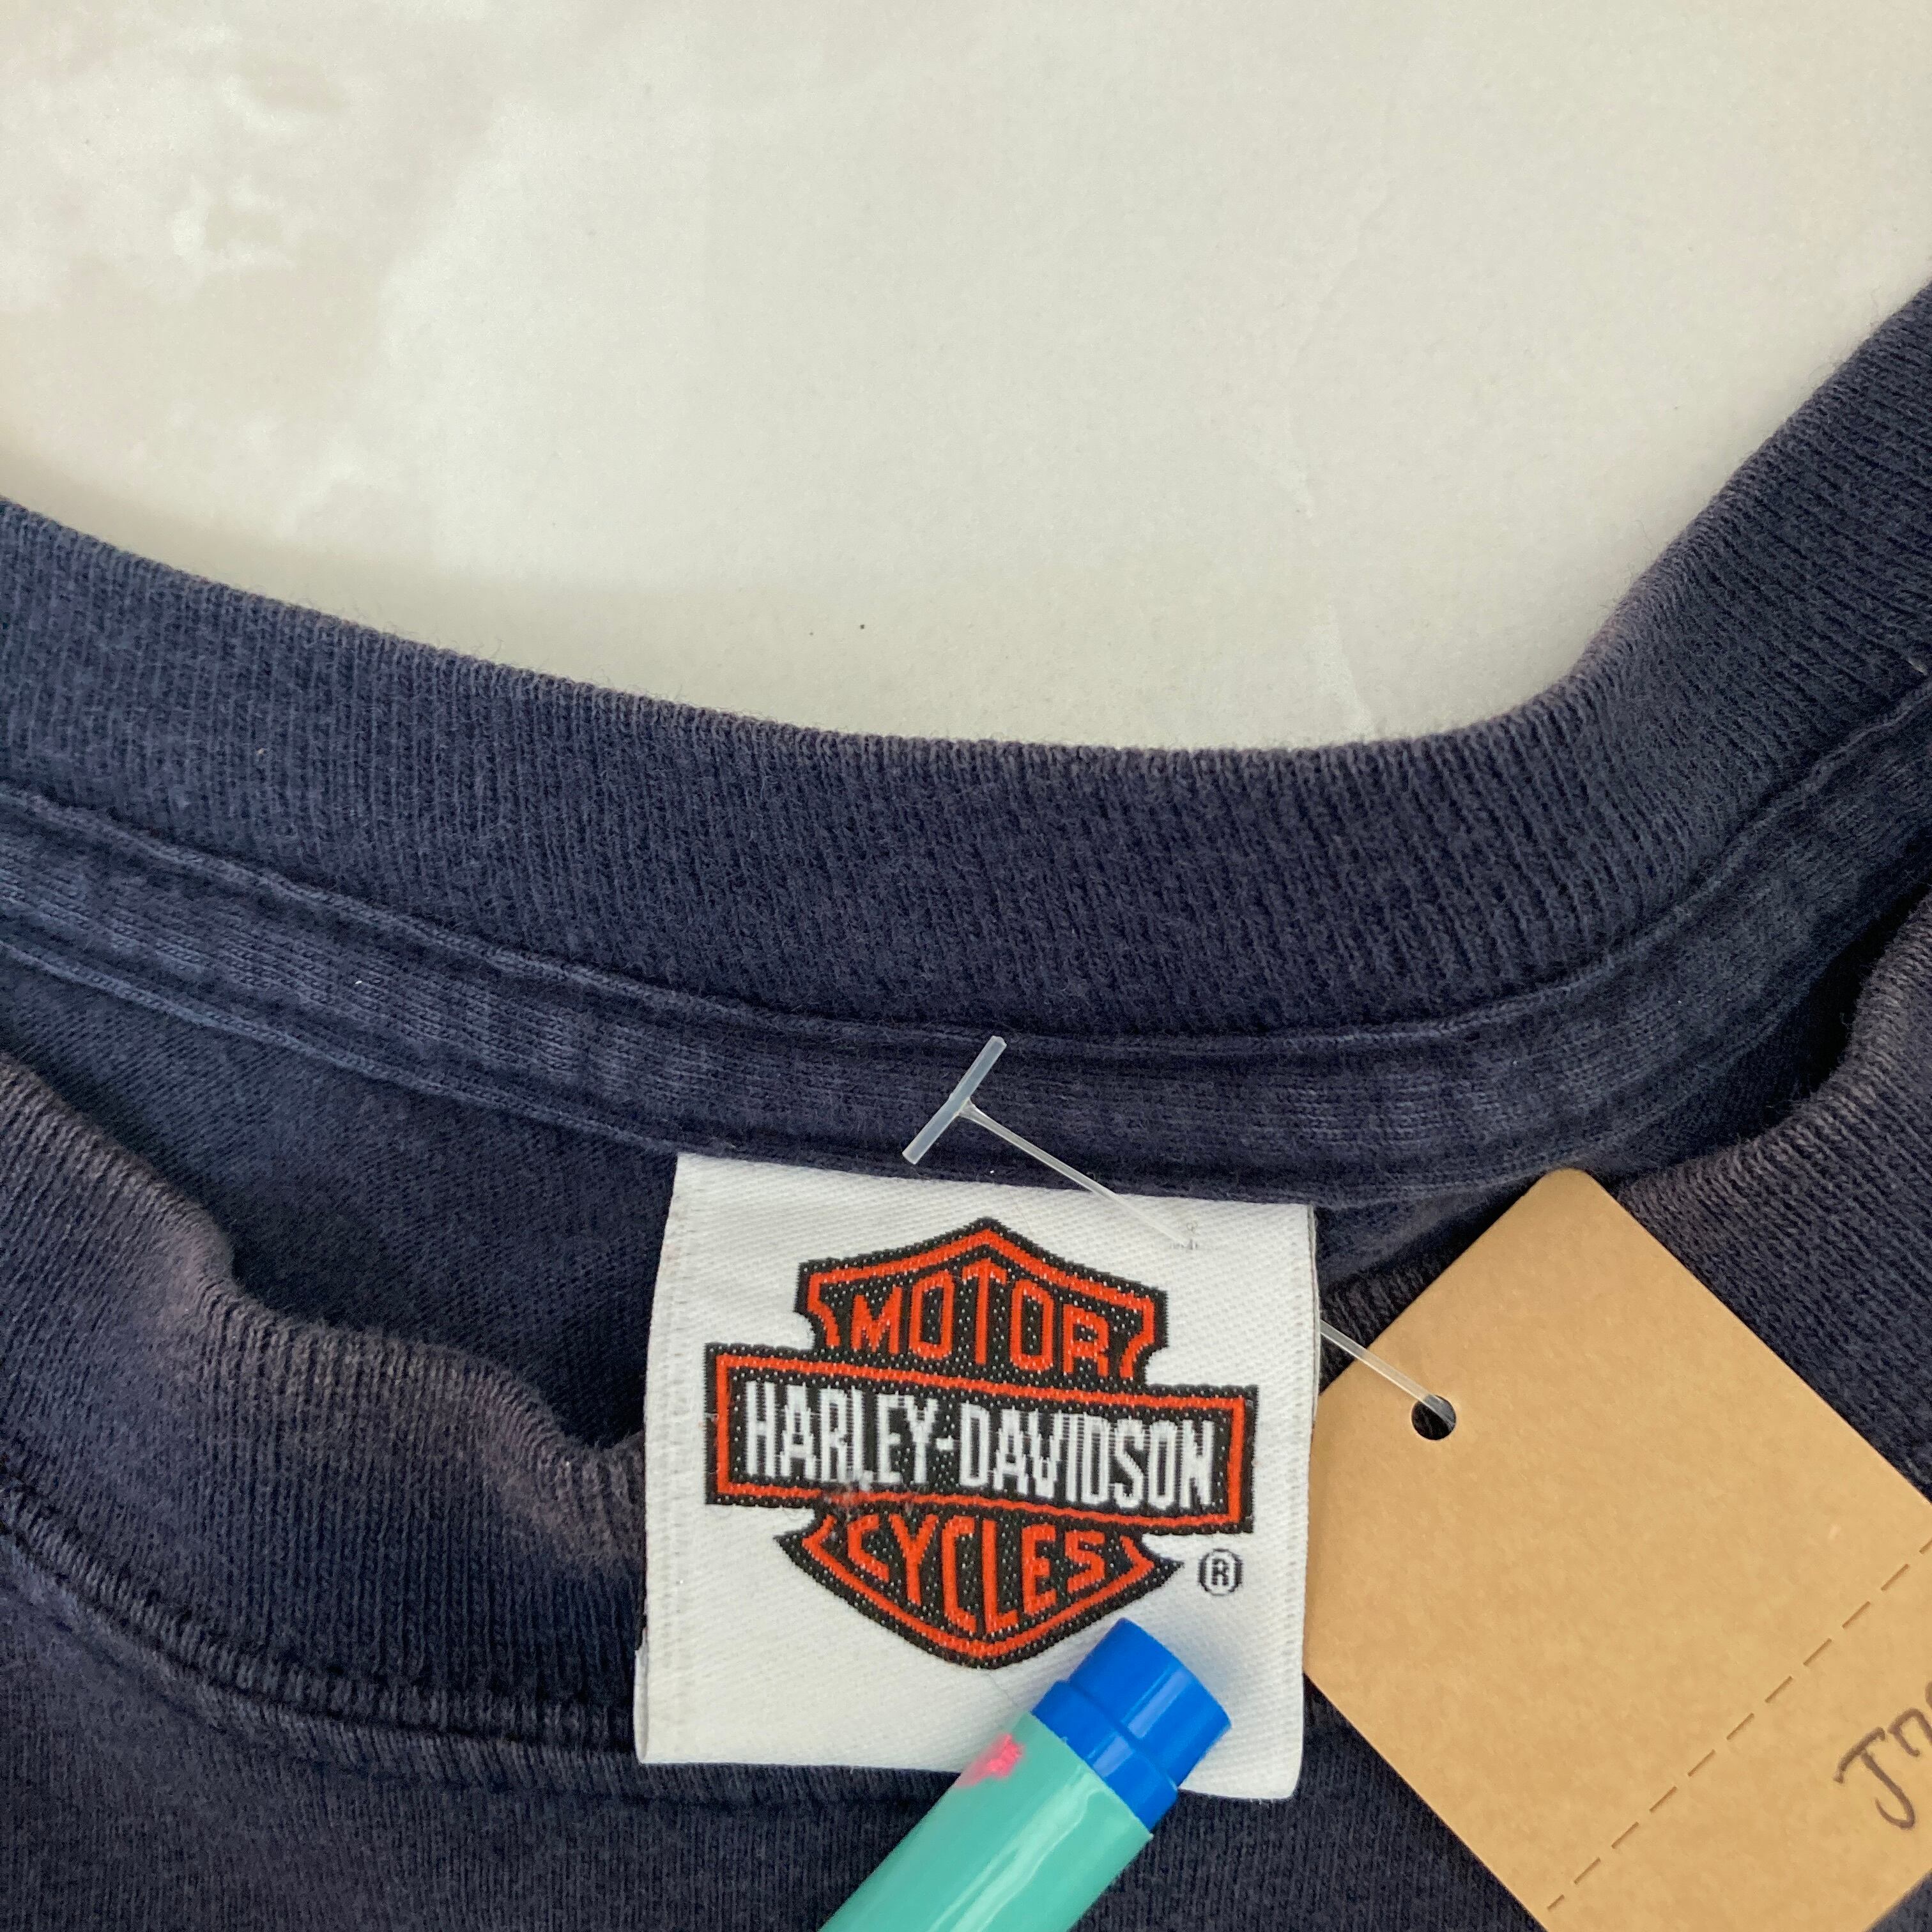 MOTOR
HARLEY-DAVIDSON
CYCLES
®